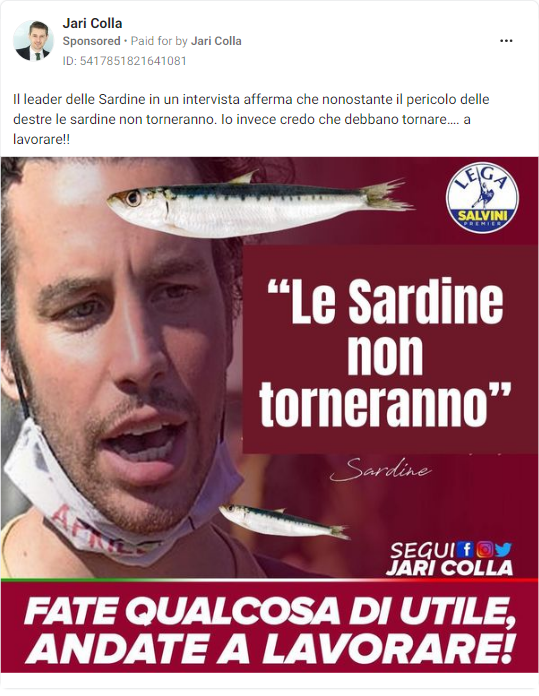 Jari Colla
Sponsored • Paid for by Jari Colla
ID: 5417851821641081
Il leader delle Sardine in un intervista afferma che nonostante il pericolo delle
destre le sardine non torneranno. Io invece credo che debbano tornare.... a
lavorare!!
LEGA
SALVINI
PREMIER
“Le Sardine
non
torneranno”
Sardine
APRILE
SEGUI
JARI COLLA
FATE QUALCOSA DI UTILE,
ANDATE A LAVORARE!